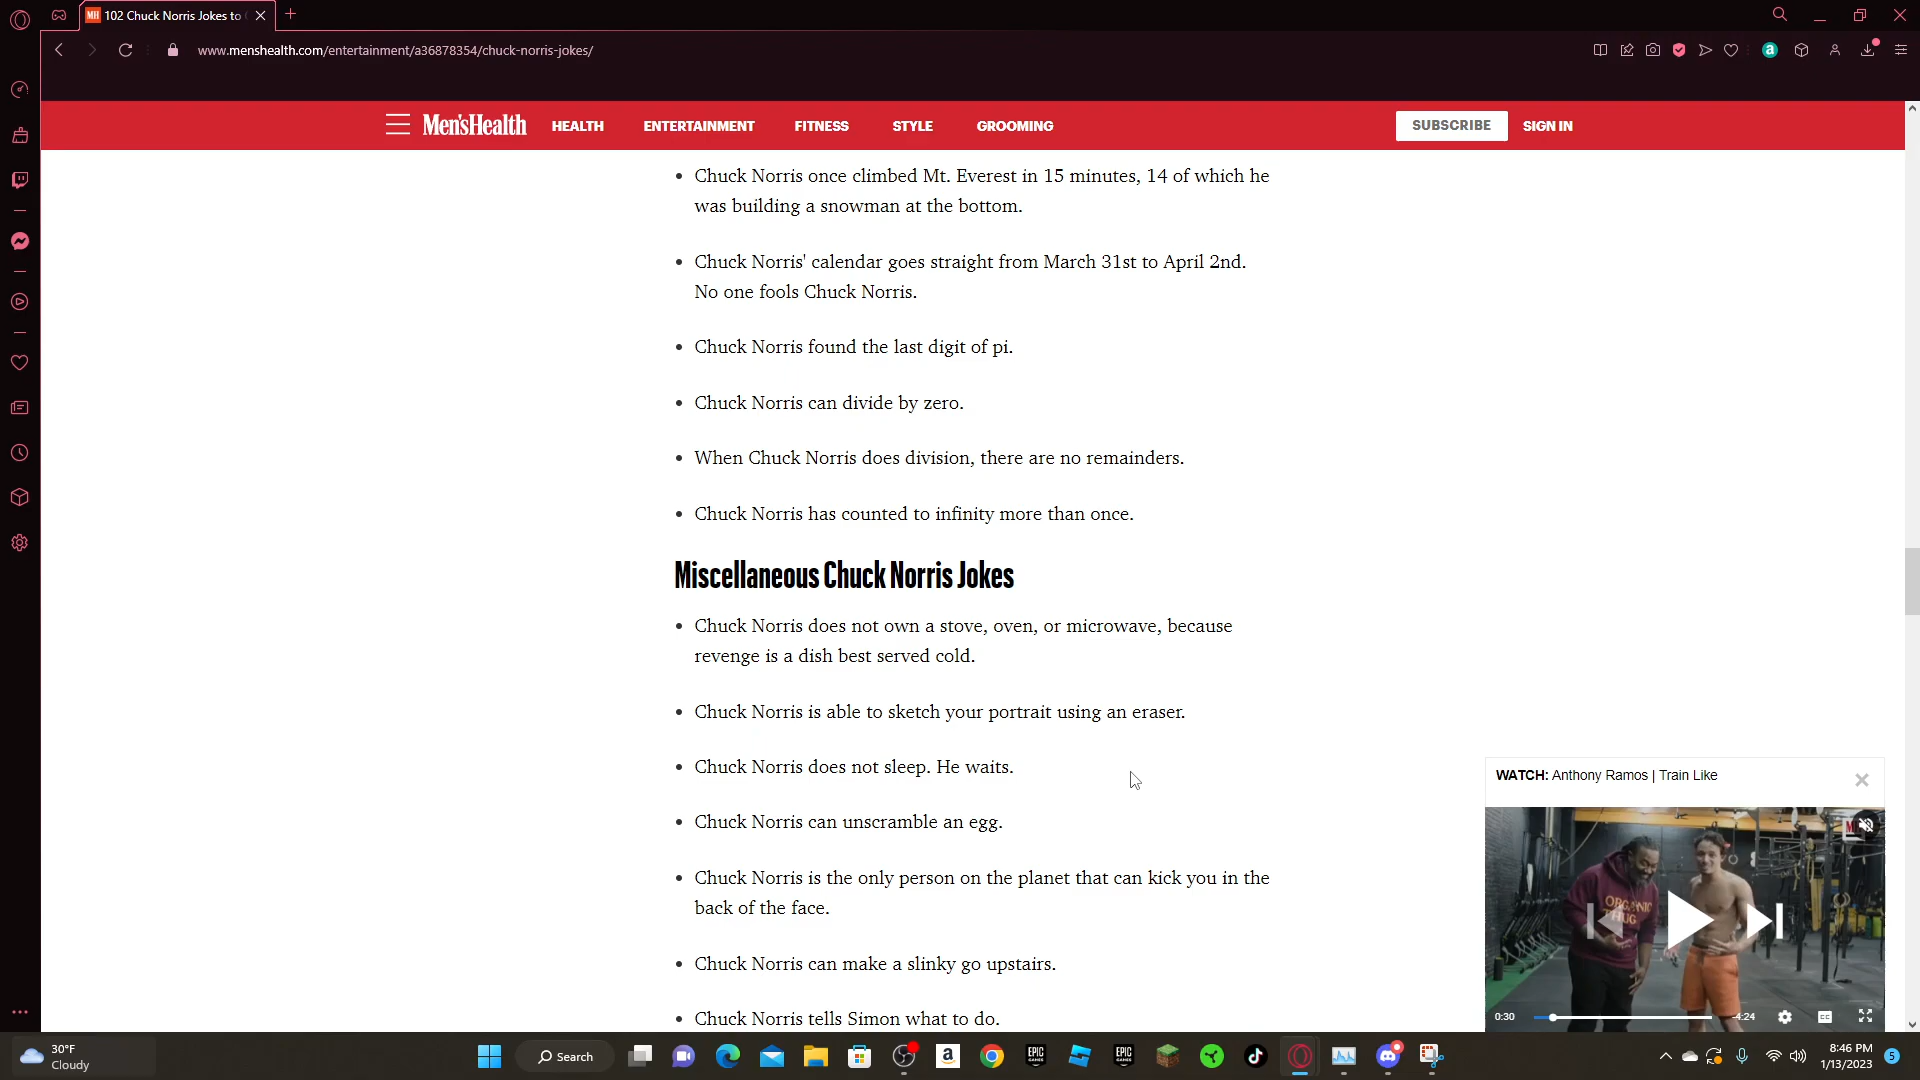 102 Chuck Norris Jokes to
www.menshealth.com/entertainment/a36878354/chuck-norris-jokes/
Men'sHealth
HEALTH
ENTERTAINMENT
FITNESS
STYLE
GROOMING
SUBSCRIBE
SIGN IN
• Chuck Norris once climbed Mt. Everest in 15 minutes, 14 of which he
was building a snowman at the bottom.
• Chuck Norris' calendar goes straight from March 31st to April 2nd.
No one fools Chuck Norris.
• Chuck Norris found the last digit of pi.
• Chuck Norris can divide by zero.
• When Chuck Norris does division, there are no remainders.
• Chuck Norris has counted to infinity more than once.
Miscellaneous Chuck Norris Jokes
• Chuck Norris does not own a stove, oven, or microwave, because
revenge is a dish best served cold.
• Chuck Norris is able to sketch your portrait using an eraser.
• Chuck Norris does not sleep. He waits.
• Chuck Norris can unscramble an egg.
• Chuck Norris is the only person on the planet that can kick you in the
back of the face.
• Chuck Norris can make a slinky go upstairs.
• Chuck Norris tells Simon what to do.
WATCH: Anthony Ramos | Train Like
ORGANIC
THUG
0:30
-4:24
30°F
Cloudy
Search
EPIC
GAMES
EPIC
GAMES
8:46 PM
1/13/2023
5